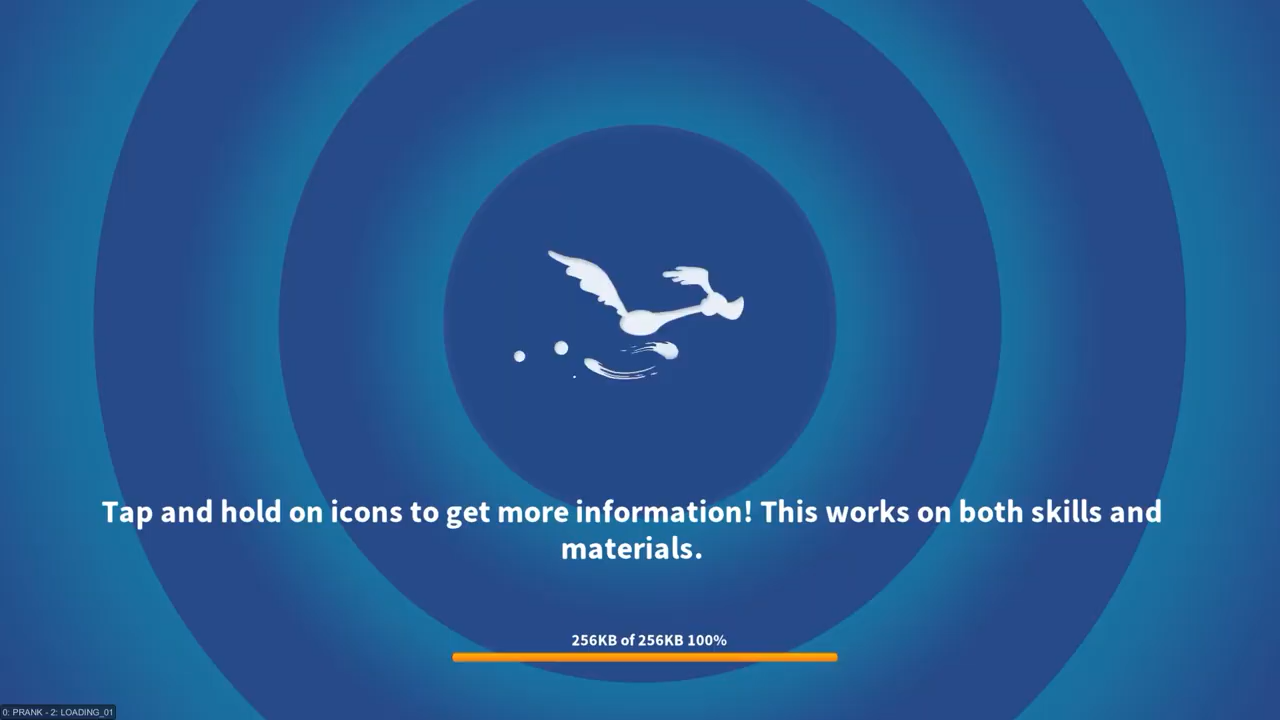 Tap and hold on icons to get more information! This works on both skills and
materials.
256KB of 256KB 100%
0: PRANK - 2: LOADING_01